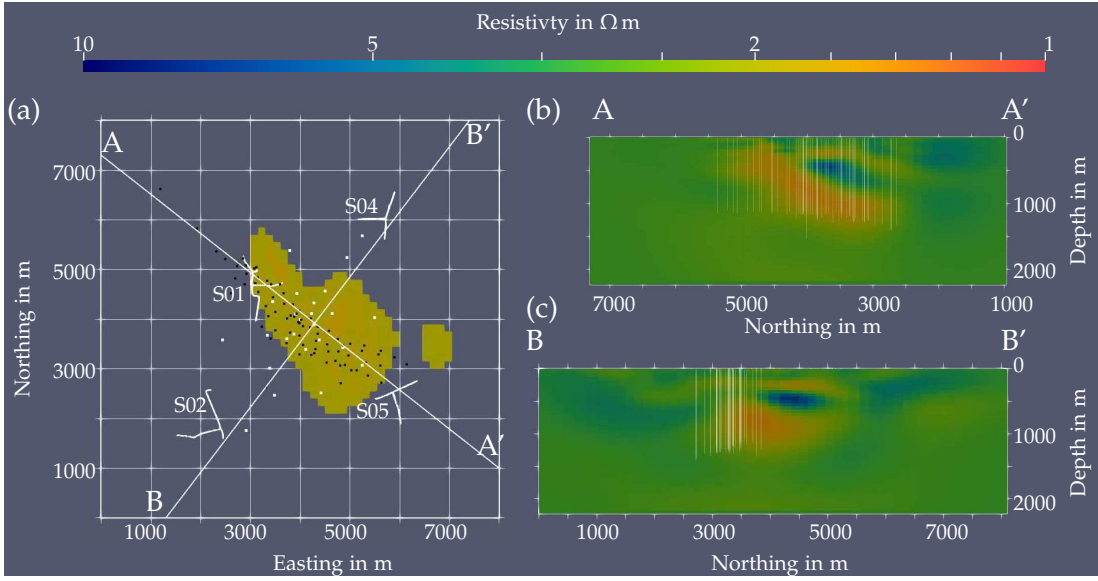 Resistivty in Ω m
10 5 2 1
(a)
A
B'
7000
S04
5000
S01
3000
S02
S05
1000
A'
B
1000 3000 5000 7000
Northing in m
Easting in m
(b)
A A'
0
1000
2000
Depth in m
7000 5000 3000 1000
Northing in m
(c)
B B'
0
1000
2000
Depth in m
1000 3000 5000 7000
Northing in m